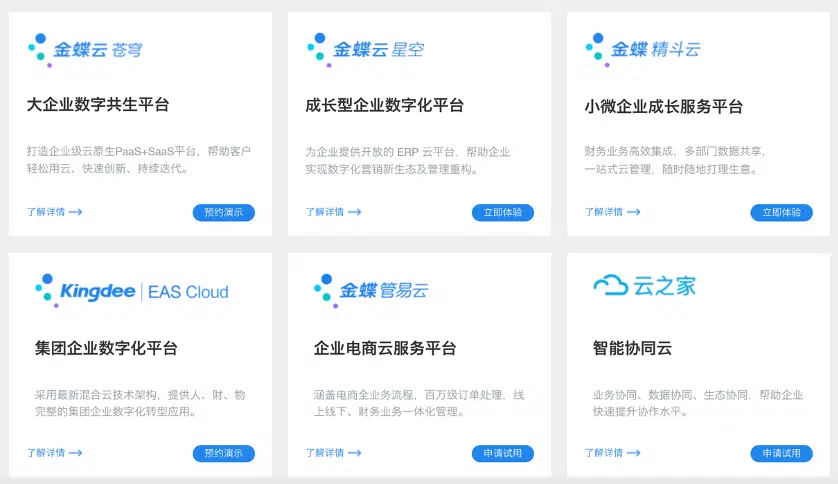 金蝶云 苍穹
大企业数字共生平台
打造企业级云原生PaaS+SaaS平台，帮助客户
轻松用云、快速创新、持续迭代。
了解详情
预约演示
金蝶云 星空
成长型企业数字化平台
为企业提供开放的 ERP 云平台，帮助企业
实现数字化营销新生态及管理重构。
了解详情
立即体验
金蝶 精斗云
小微企业成长服务平台
财务业务高效集成，多部门数据共享，
一站式云管理，随时随地打理生意。
了解详情
立即体验
Kingdee | EAS Cloud
集团企业数字化平台
采用最新混合云技术架构，提供人、财、物
完整的集团企业数字化转型应用。
了解详情
预约演示
金蝶 管易云
企业电商云服务平台
涵盖电商全业务流程，百万级订单处理，线
上线下、财务业务一体化管理。
了解详情
申请试用
云之家
智能协同云
业务协同、数据协同、生态协同，帮助企业
快速提升协作水平。
了解详情
申请试用